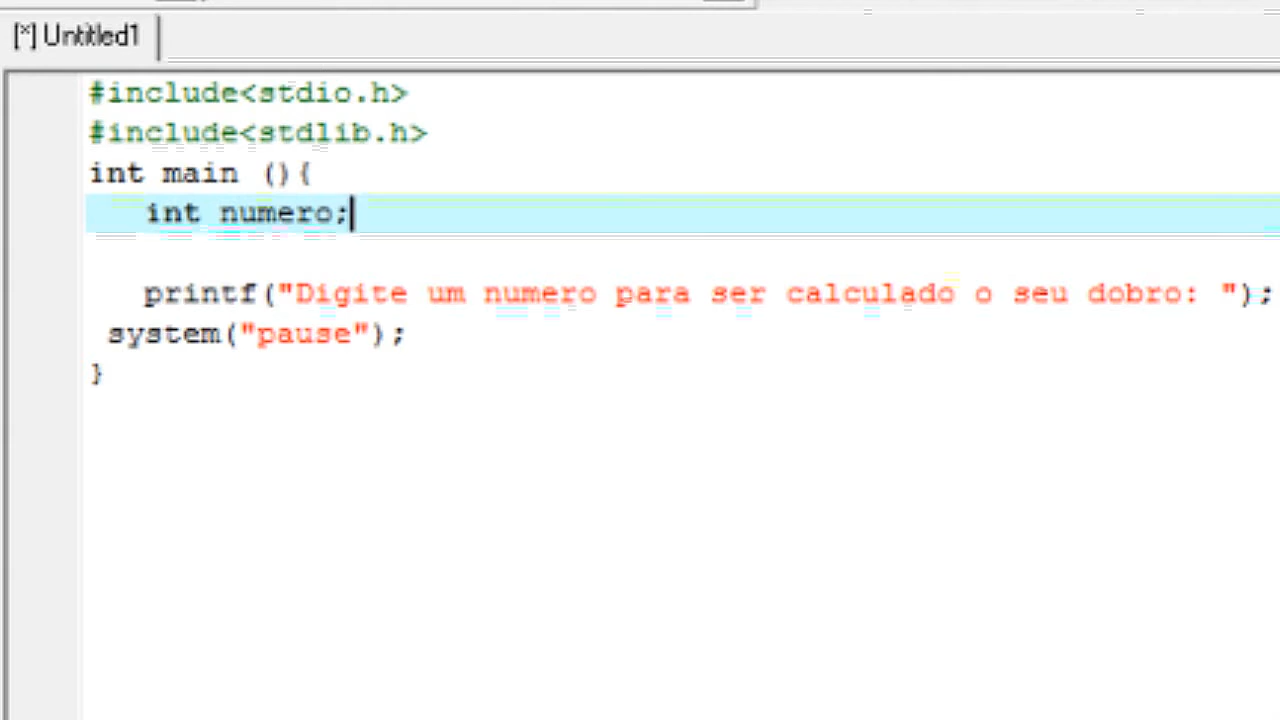 [*] Untitled1
#include<stdio.h>
#include<stdlib.h>
int main (){
int numero;
printf("Digite um numero para ser calculado o seu dobro: ");
system("pause");
}